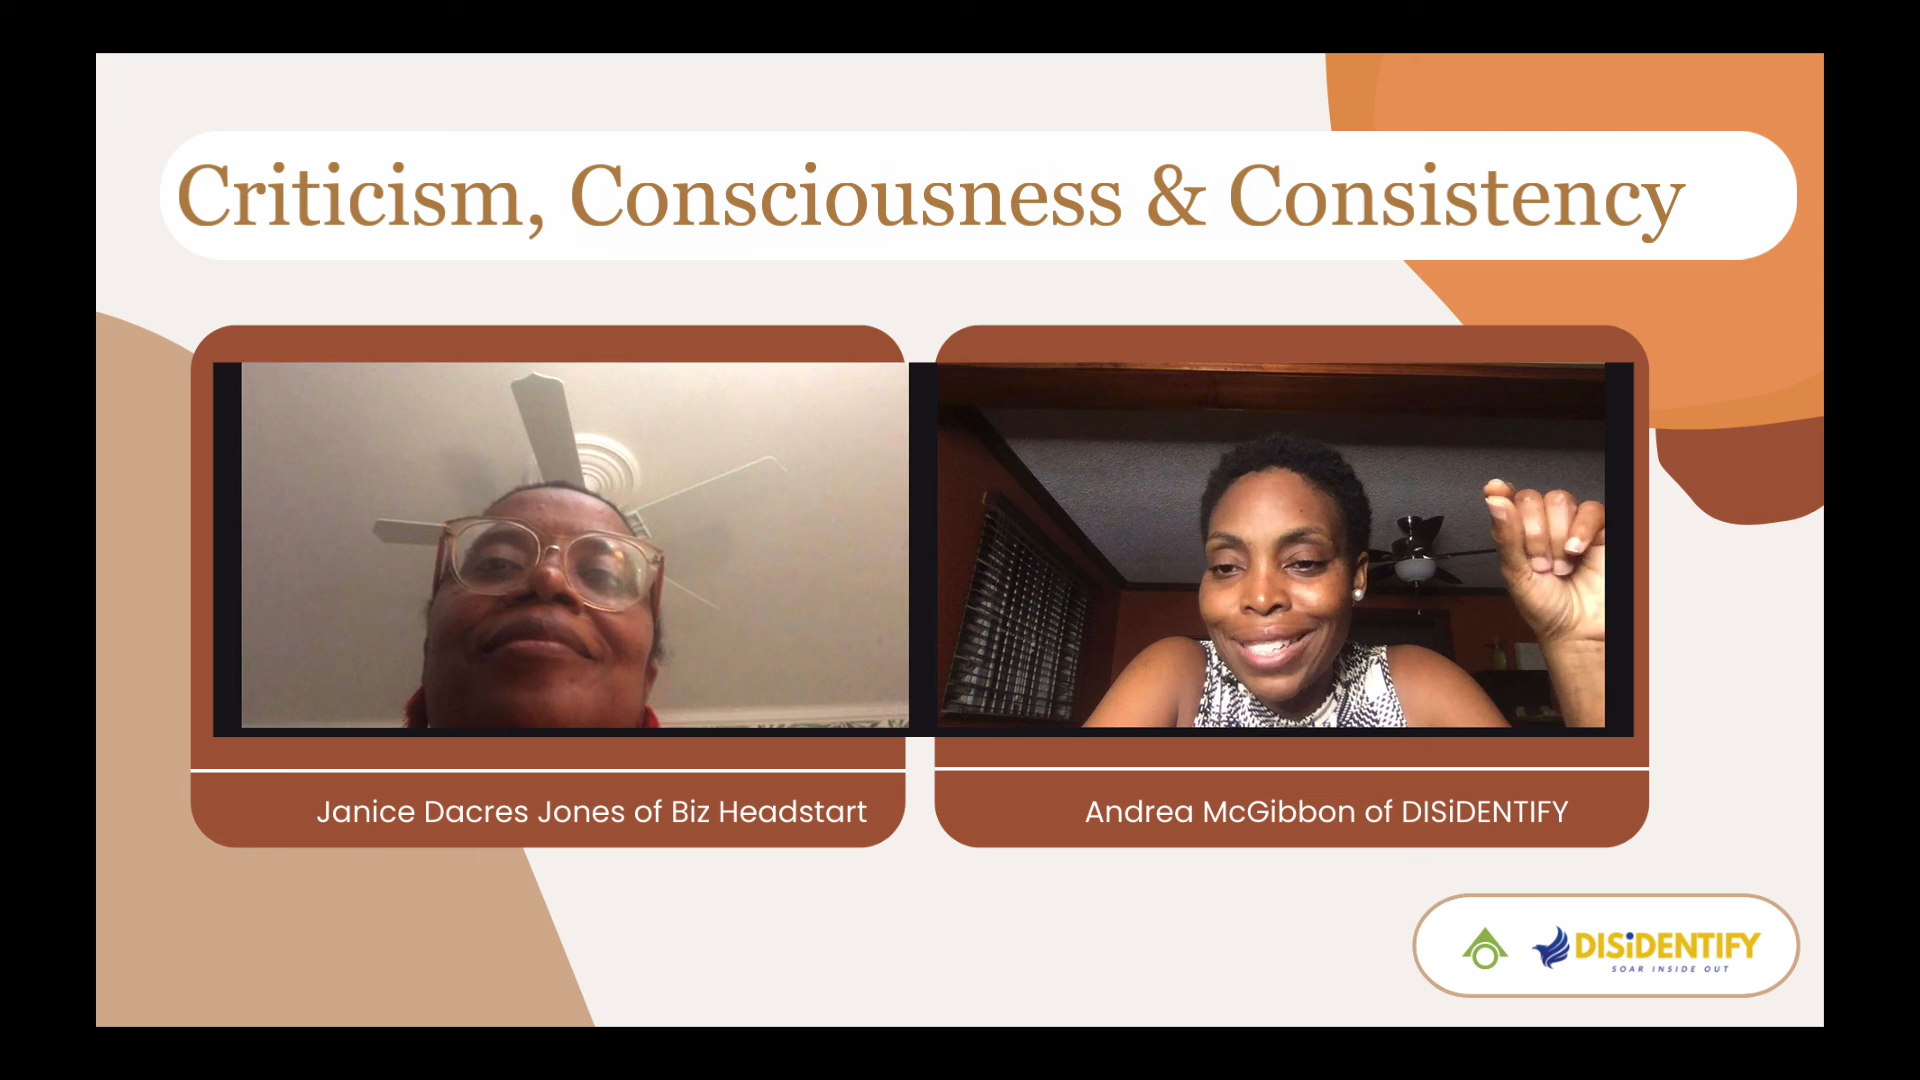 Criticism, Consciousness & Consistency
Janice Dacres Jones of Biz Headstart
Andrea McGibbon of DISiDENTIFY
DISiDENTIFY
SOAR INSIDE OUT